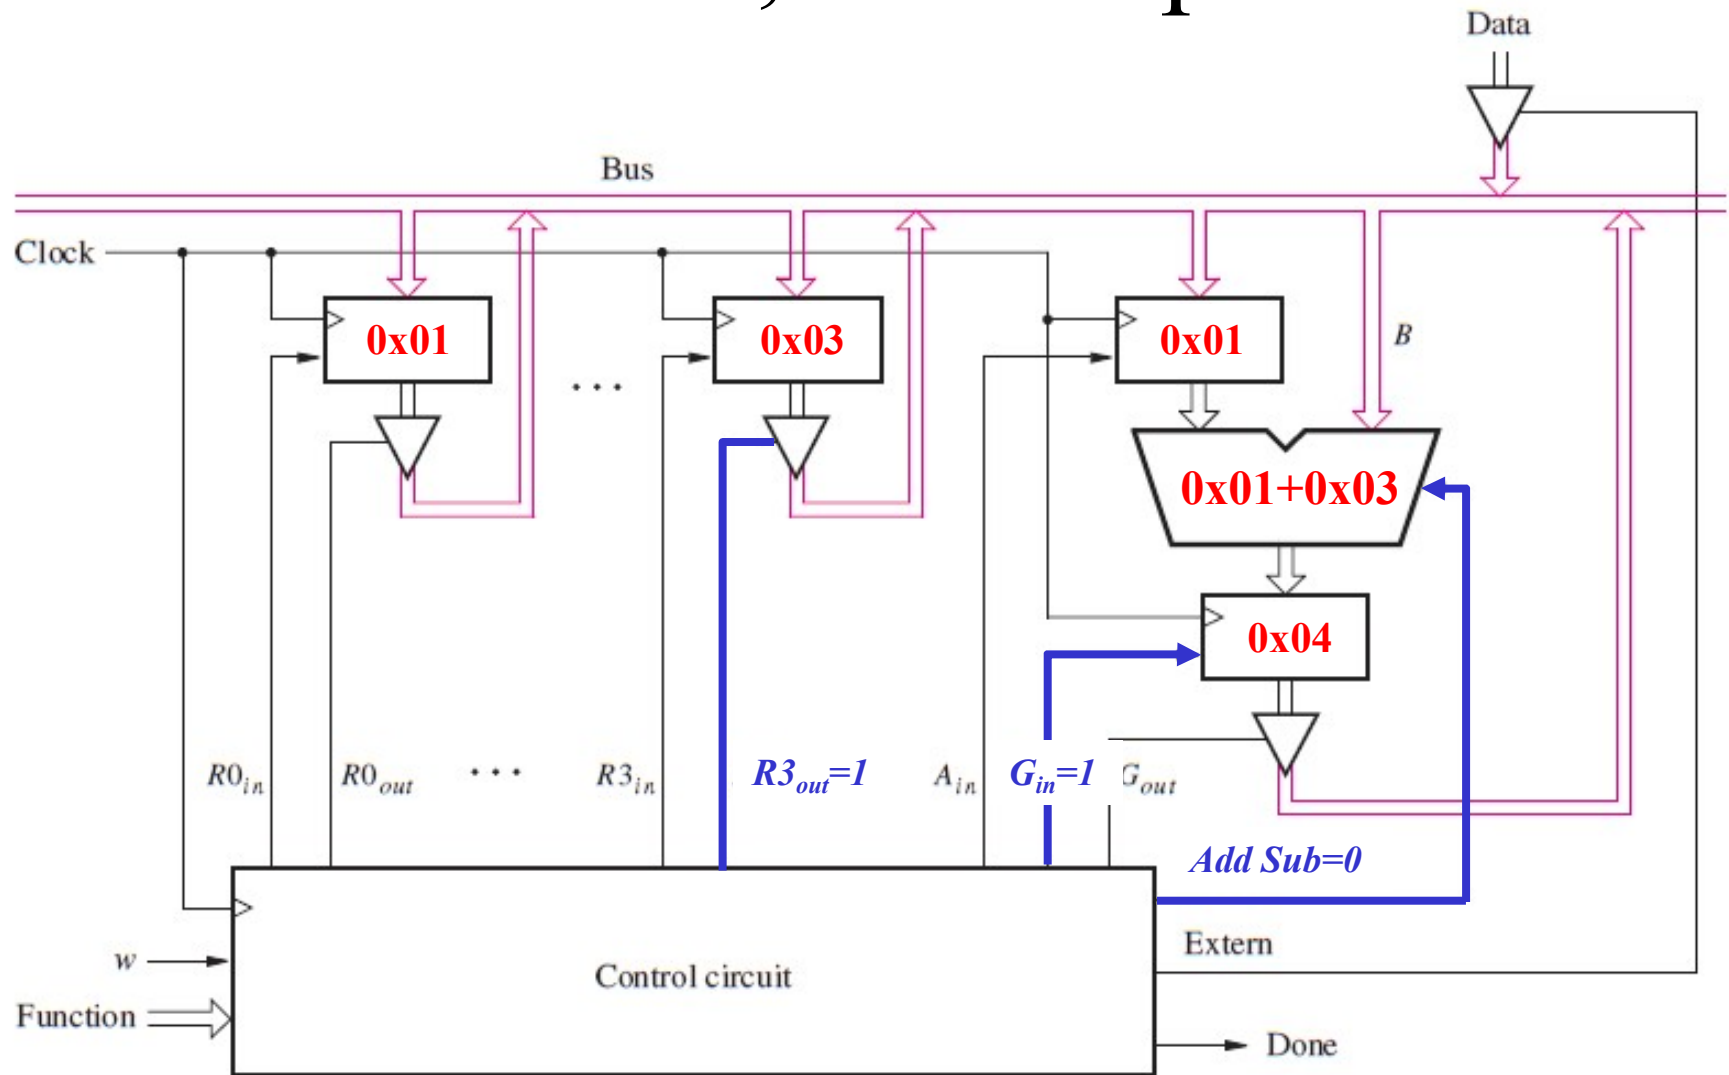 Data
Bus
Clock
0x01
0x03
0x01
B
...
0x01+0x03
0x04
R0in
R0out
...
R3in
R3out=1
Ain
Gin=1
Gout
Add Sub=0
Extern
w
Control circuit
Function
Done